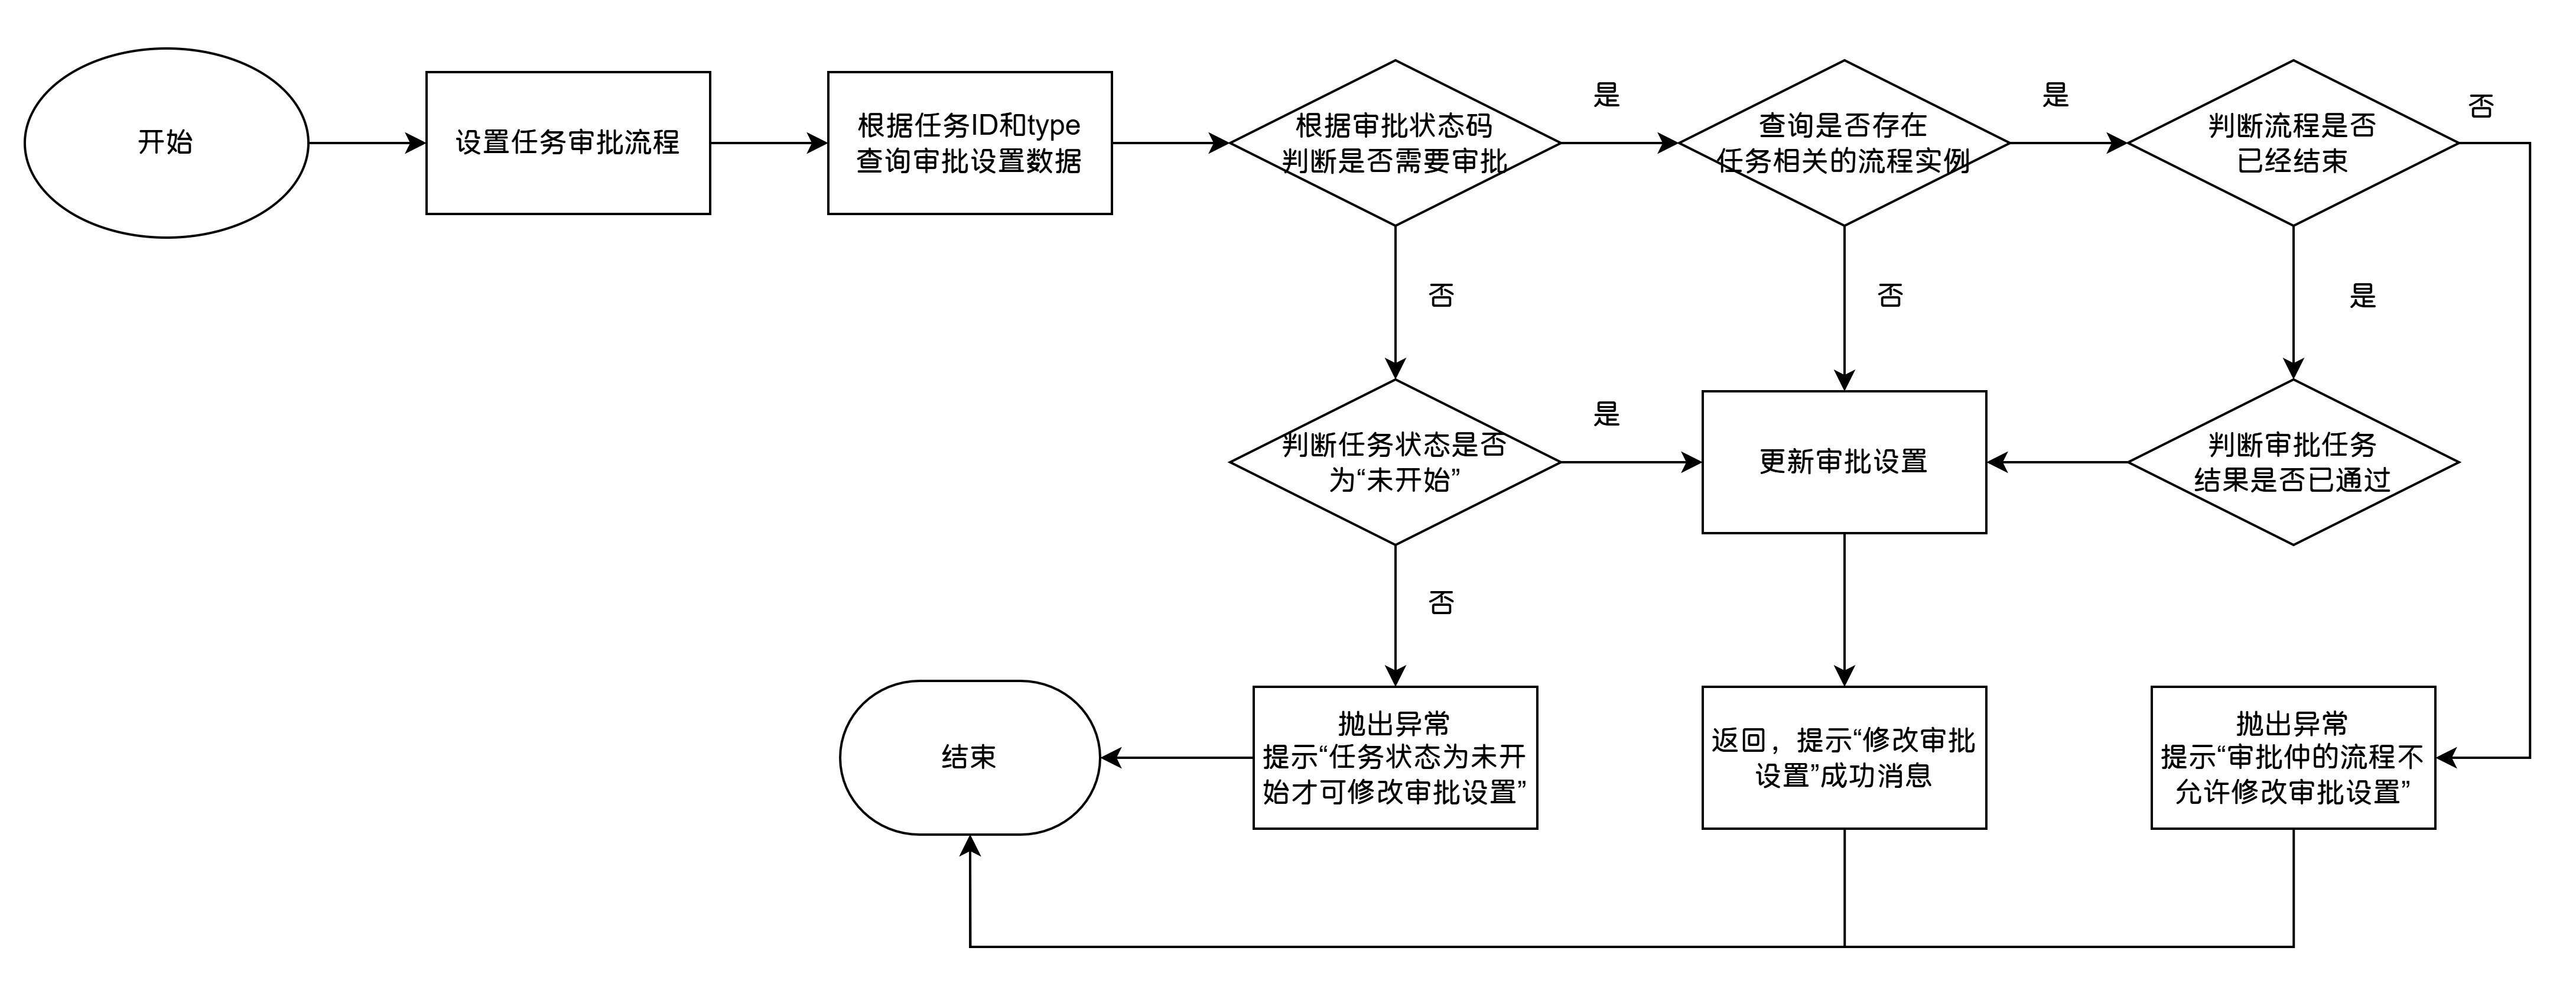 开始
设置任务审批流程
根据任务ID和type
查询审批设置数据
根据审批状态码
判断是否需要审批
是
查询是否存在
任务相关的流程实例
是
判断流程是否
已经结束
否
否
否
是
判断任务状态是否
为“未开始”
是
更新审批设置
判断审批任务
结果是否已通过
否
结束
抛出异常
提示“任务状态为未开
始才可修改审批设置”
返回，提示“修改审批
设置”成功消息
抛出异常
提示“审批仲的流程不
允许修改审批设置”